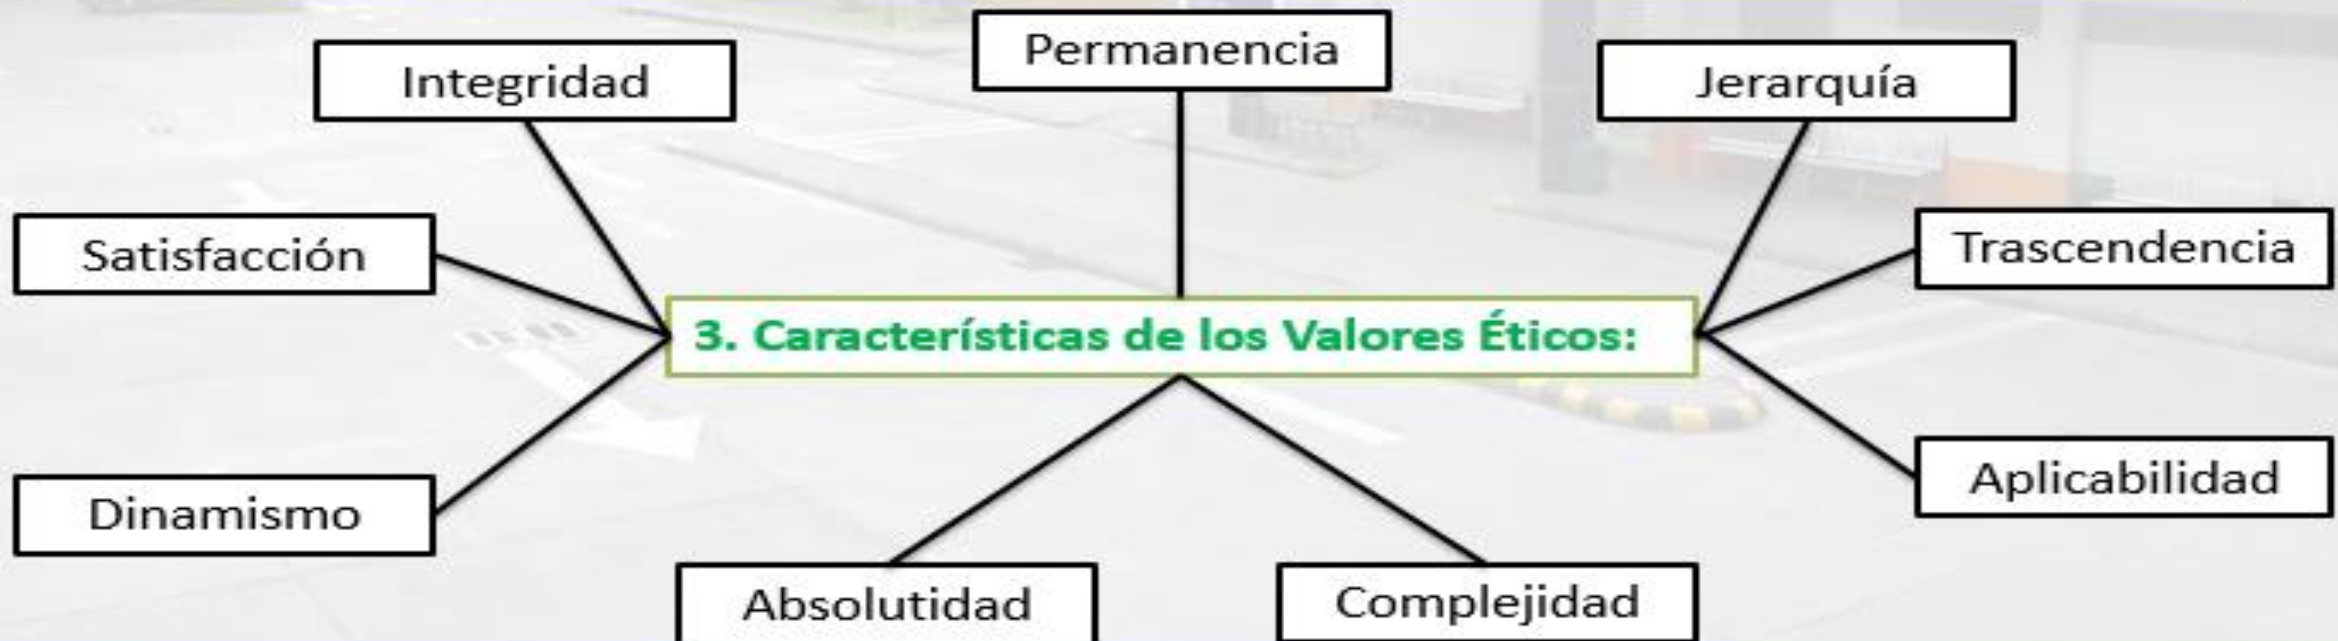 Permanencia
Integridad
Jerarquía
Satisfacción
Trascendencia
3. Características de los Valores Éticos:
Dinamismo
Aplicabilidad
Absolutidad
Complejidad